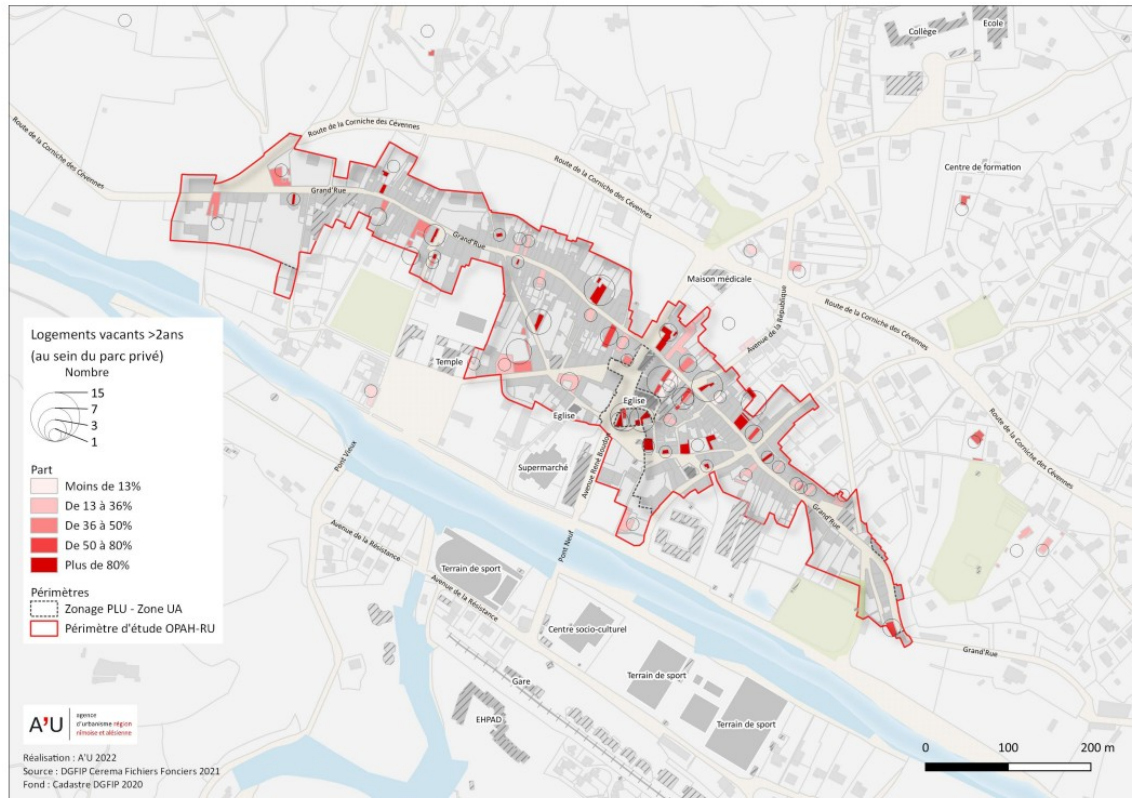 Ecole
Collège
Route de la Corniche des Cévennes
Route de la Corniche des Cévennes
Route de la Corniche des Cévennes
Centre de formation
Grand'Rue
Grand'Rue
Maison médicale
Avenue de la République
Route de la Corniche des Cévennes
Route de la Corniche des Cévennes
Temple
Eglise
Eglise
Supermarché
Avenue René Boudon
Pont Vieux
Pont Neuf
Grand'Rue
Avenue de la Résistance
Terrain de sport
Avenue de la Résistance
Centre socio-culturel
Grand'Rue
Gare
Terrain de sport
EHPAD
Terrain de sport
Logements vacants >2ans
(au sein du parc privé)
Nombre
15
7
3
1
Part
Moins de 13%
De 13 à 36%
De 36 à 50%
De 50 à 80%
Plus de 80%
Périmètres
Zonage PLU - Zone UA
Périmètre d'étude OPAH-RU
A'U
agence
d'urbanisme région
nîmoise et alésienne
Réalisation : A'U 2022
Source : DGFIP Cerema Fichiers Fonciers 2021
Fond : Cadastre DGFIP 2020
0 100 200 m